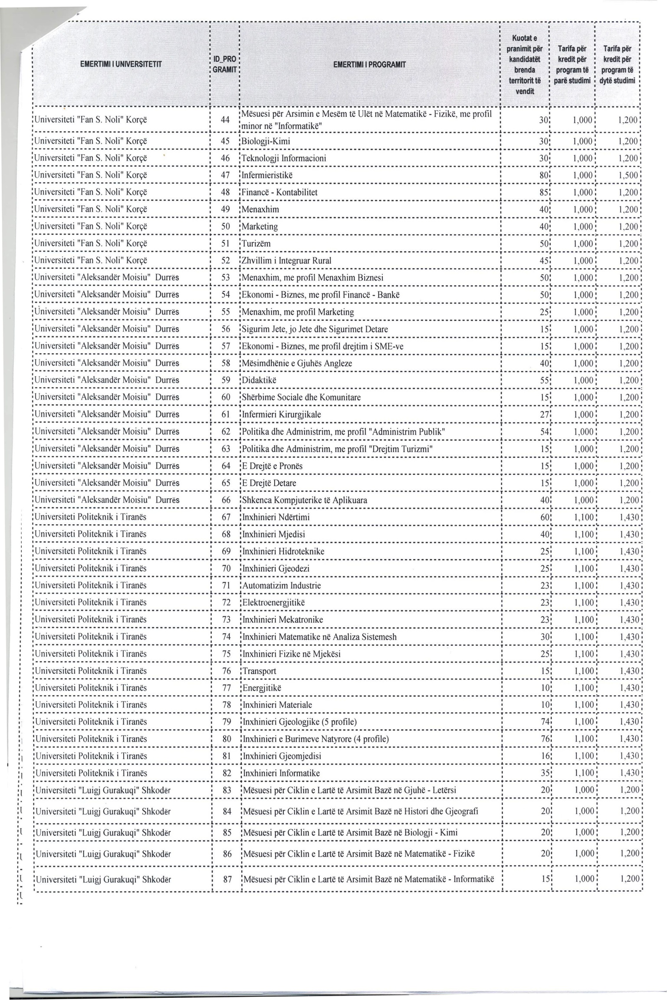 EMERTIMI I UNIVERSITETIT ID_PROGRAMIT EMERTIMI I PROGRAMIT Kuotat e pranimit për kandidatët brenda territorit të vendit Tarifa për kredit për program të parë studimi Tarifa për kredit për program të dytë studimi
Universiteti "Fan S. Noli" Korçë 44 Mësuesi për Arsimin e Mesëm të Ulët në Matematikë - Fizikë, me profil minor në "Informatikë" 30 1,000 1,200
Universiteti "Fan S. Noli" Korçë 45 Biologji-Kimi 30 1,000 1,200
Universiteti "Fan S. Noli" Korçë 46 Teknologji Informacioni 30 1,000 1,200
Universiteti "Fan S. Noli" Korçë 47 Infermieristikë 80 1,000 1,500
Universiteti "Fan S. Noli" Korçë 48 Financë - Kontabilitet 85 1,000 1,200
Universiteti "Fan S. Noli" Korçë 49 Menaxhim 40 1,000 1,200
Universiteti "Fan S. Noli" Korçë 50 Marketing 40 1,000 1,200
Universiteti "Fan S. Noli" Korçë 51 Turizëm 50 1,000 1,200
Universiteti "Fan S. Noli" Korçë 52 Zhvillim i Integruar Rural 45 1,000 1,200
Universiteti "Aleksandër Moisiu" Durrës 53 Menaxhim, me profil Menaxhim Biznesi 50 1,000 1,200
Universiteti "Aleksandër Moisiu" Durrës 54 Ekonomi - Biznes, me profil Financë - Bankë 50 1,000 1,200
Universiteti "Aleksandër Moisiu" Durrës 55 Menaxhim, me profil Marketing 25 1,000 1,200
Universiteti "Aleksandër Moisiu" Durrës 56 Sigurim Jete, jo Jete dhe Sigurimet Detare 15 1,000 1,200
Universiteti "Aleksandër Moisiu" Durrës 57 Ekonomi - Biznes, me profil drejtim i SME-ve 15 1,000 1,200
Universiteti "Aleksandër Moisiu" Durrës 58 Mësimdhënie e Gjuhës Angleze 40 1,000 1,200
Universiteti "Aleksandër Moisiu" Durrës 59 Didaktikë 55 1,000 1,200
Universiteti "Aleksandër Moisiu" Durrës 60 Shërbime Sociale dhe Komunitare 15 1,000 1,200
Universiteti "Aleksandër Moisiu" Durrës 61 Infermieri Kirurgjikale 27 1,000 1,200
Universiteti "Aleksandër Moisiu" Durrës 62 Politika dhe Administrim, me profil "Administrim Publik" 54 1,000 1,200
Universiteti "Aleksandër Moisiu" Durrës 63 Politika dhe Administrim, me profil "Drejtim Turizmi" 15 1,000 1,200
Universiteti "Aleksandër Moisiu" Durrës 64 E Drejtë e Pronës 15 1,000 1,200
Universiteti "Aleksandër Moisiu" Durrës 65 E Drejtë Detare 15 1,000 1,200
Universiteti "Aleksandër Moisiu" Durrës 66 Shkenca Kompjuterike të Aplikuara 40 1,000 1,200
Universiteti Politeknik i Tiranës 67 Inxhinieri Ndërtimi 60 1,100 1,430
Universiteti Politeknik i Tiranës 68 Inxhinieri Mjedisi 40 1,100 1,430
Universiteti Politeknik i Tiranës 69 Inxhinieri Hidroteknike 25 1,100 1,430
Universiteti Politeknik i Tiranës 70 Inxhinieri Gjeodezi 25 1,100 1,430
Universiteti Politeknik i Tiranës 71 Automatizim Industrie 23 1,100 1,430
Universiteti Politeknik i Tiranës 72 Elektroenergjitikë 23 1,100 1,430
Universiteti Politeknik i Tiranës 73 Inxhinieri Mekatronike 23 1,100 1,430
Universiteti Politeknik i Tiranës 74 Inxhinieri Matematike në Analiza Sistemesh 30 1,100 1,430
Universiteti Politeknik i Tiranës 75 Inxhinieri Fizike në Mjekësi 25 1,100 1,430
Universiteti Politeknik i Tiranës 76 Transport 15 1,100 1,430
Universiteti Politeknik i Tiranës 77 Energjitikë 10 1,100 1,430
Universiteti Politeknik i Tiranës 78 Inxhinieri Materiale 10 1,100 1,430
Universiteti Politeknik i Tiranës 79 Inxhinieri Gjeologjike (5 profile) 74 1,100 1,430
Universiteti Politeknik i Tiranës 80 Inxhinieri e Burimeve Natyrore (4 profile) 76 1,100 1,430
Universiteti Politeknik i Tiranës 81 Inxhinieri Gjeomjedisi 16 1,100 1,430
Universiteti Politeknik i Tiranës 82 Inxhinieri Informatike 35 1,100 1,430
Universiteti "Luigj Gurakuqi" Shkodër 83 Mësuesi për Ciklin e Lartë të Arsimit Bazë në Gjuhë - Letërsi 20 1,000 1,200
Universiteti "Luigj Gurakuqi" Shkodër 84 Mësuesi për Ciklin e Lartë të Arsimit Bazë në Histori dhe Gjeografi 20 1,000 1,200
Universiteti "Luigj Gurakuqi" Shkodër 85 Mësuesi për Ciklin e Lartë të Arsimit Bazë në Biologji - Kimi 20 1,000 1,200
Universiteti "Luigj Gurakuqi" Shkodër 86 Mësuesi për Ciklin e Lartë të Arsimit Bazë në Matematikë - Fizikë 20 1,000 1,200
Universiteti "Luigj Gurakuqi" Shkodër 87 Mësuesi për Ciklin e Lartë të Arsimit Bazë në Matematikë - Informatikë 15 1,000 1,200